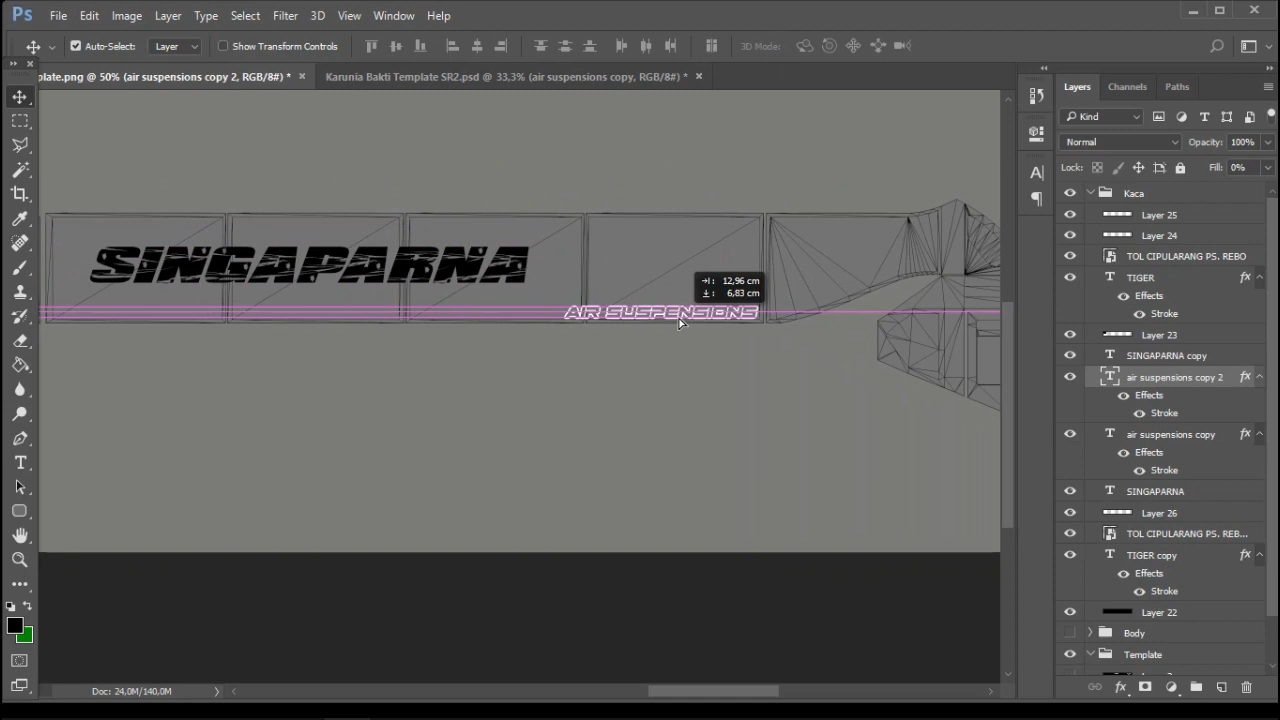 Ps File Edit Image Layer Type Select Filter 3D View Window Help
Auto-Select: Layer Show Transform Controls 3D Mode:
plate.png @ 50% (air suspensions copy 2, RGB/8#) * × Karunia Bakti Template SR2.psd @ 33,3% (air suspensions copy, RGB/8#) * ×
Layers Channels Paths
Kind
Normal Opacity: 100%
Lock: Fill: 0%
Kaca
Layer 25
Layer 24
TOL CIPULARANG PS. REBO
TIGER fx
Effects
Stroke
Layer 23
SINGAPARNA copy
air suspensions copy 2 fx
Effects
Stroke
air suspensions copy fx
Effects
Stroke
SINGAPARNA
Layer 26
TOL CIPULARANG PS. REB...
TIGER copy fx
Effects
Stroke
Layer 22
Body
Template
SINGAPARNA
12,96 cm
6,83 cm
AIR SUSPENSIONS
Doc: 24,0M/140,0M